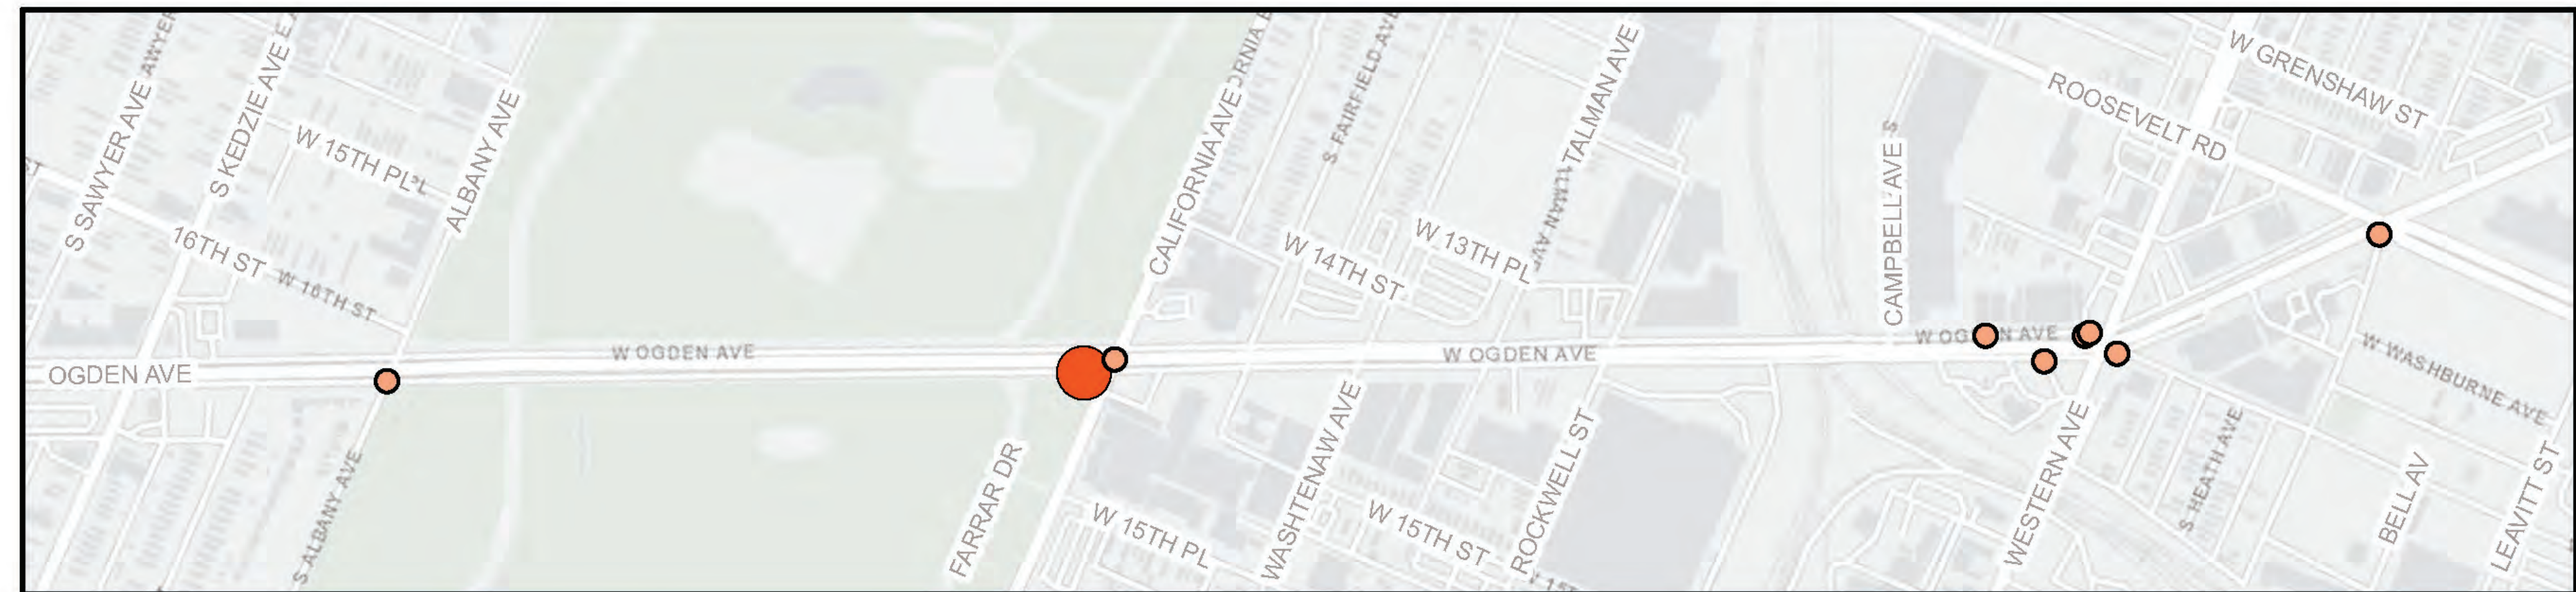 S SAWYER AVE
AWYER
S KEDZIE AVE
W 15TH PL
ALBANY AVE
16TH ST
W 16TH ST
ST
OGDEN AVE
S ALBANY AVE
W OGDEN AVE
FARRAR DR
CALIFORNIA AVE
S FAIRFIELD AVE
W 14TH ST
W 13TH PL
TALMAN AVE
W OGDEN AVE
W 15TH PL
WASHTENAW AVE
W 15TH ST
ROCKWELL ST
CAMPBELL AVE S
ROOSEVELT RD
W GRENSHAW ST
WESTERN AVE
S HEATH AVE
W WASHBURNE AVE
BELL AV
LEAVITT ST